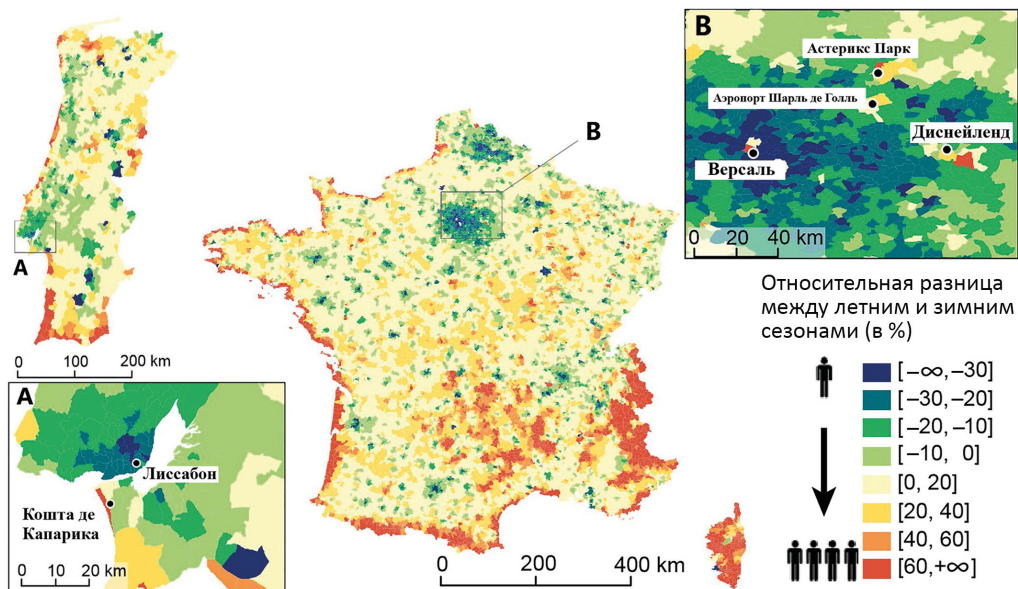 B
Астерикс Парк
Аэропорт Шарль де Голль
Диснейленд
Версаль
0 20 40 km
B
A
0 100 200 km
A
Лиссабон
Кошта де
Капарика
0 10 20 km
0 200 400 km
Относительная разница
между летним и зимним
сезонами (в %)
[−∞,−30]
[−30,−20]
[−20,−10]
[−10, 0]
[0, 20]
[20, 40]
[40, 60]
[60,+∞]